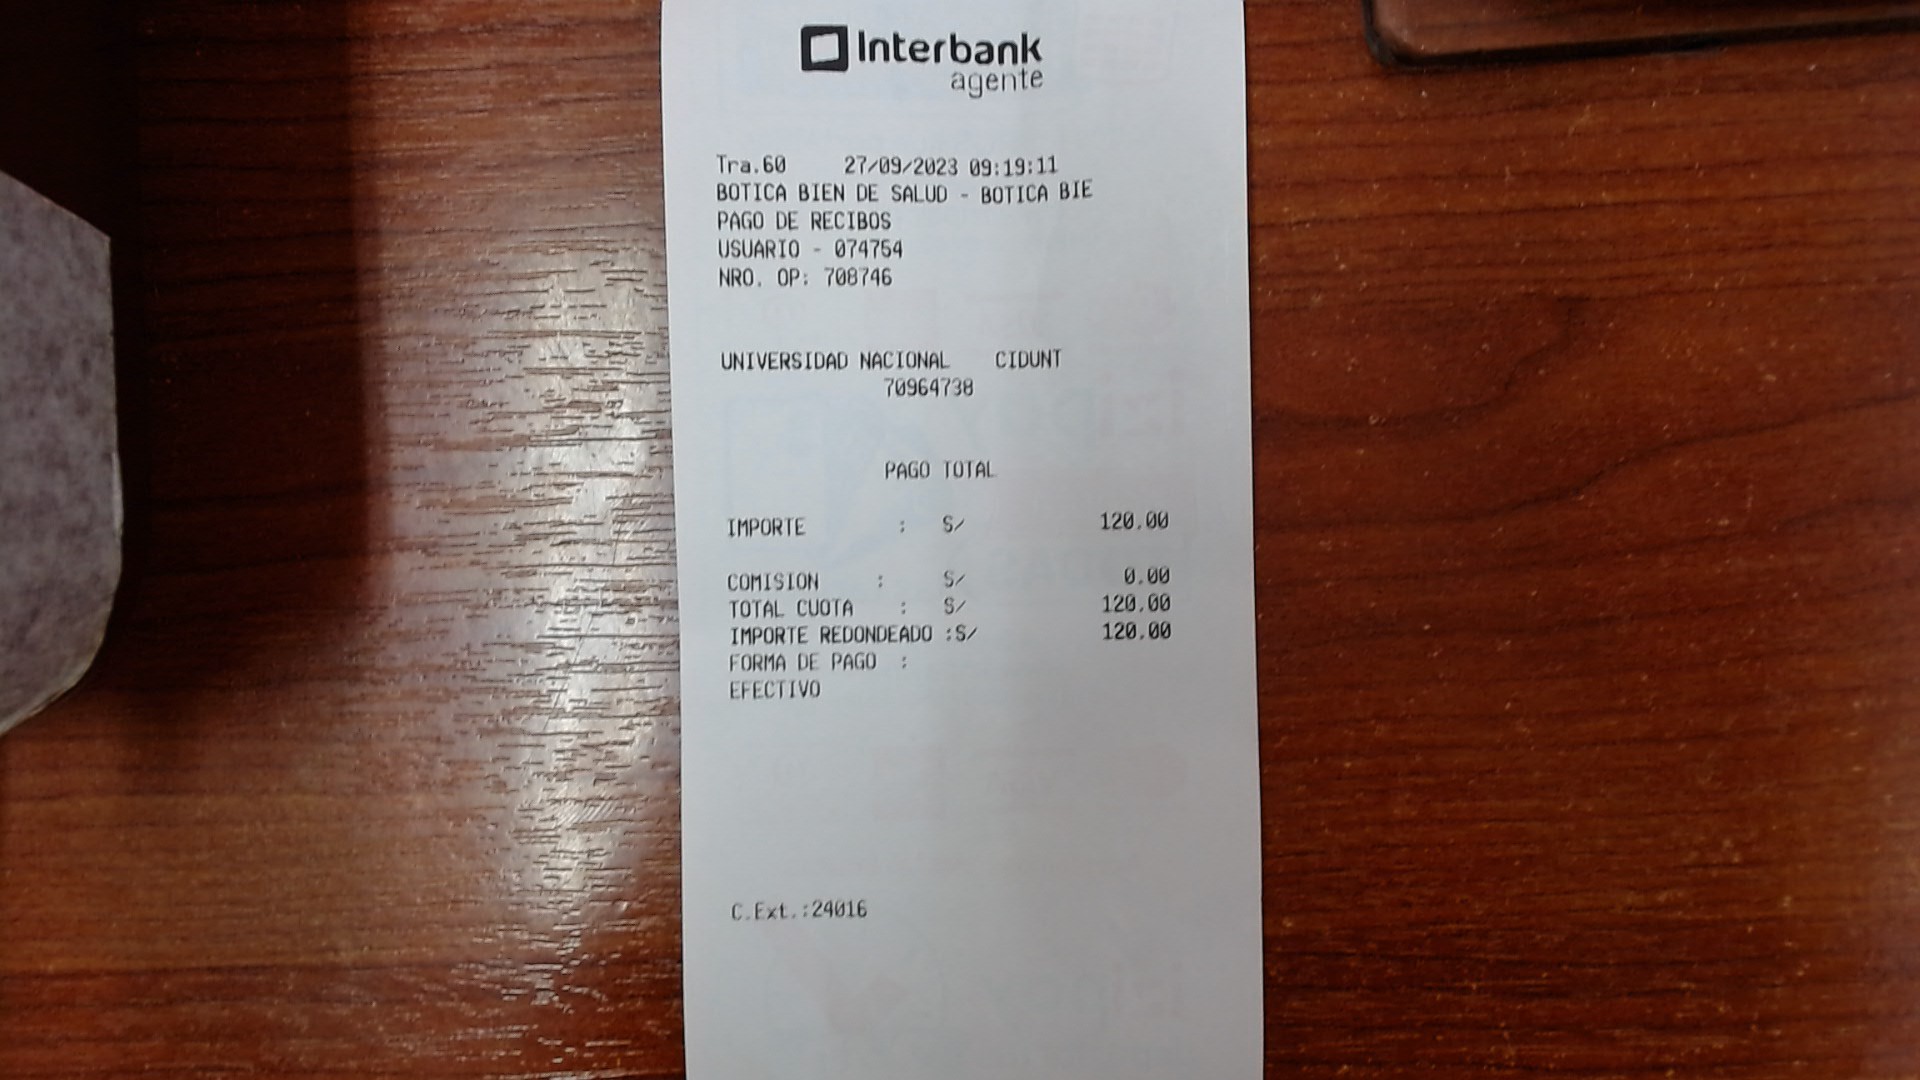 Interbank
agente
Tra.60 27/09/2023 09:19:11
BOTICA BIEN DE SALUD - BOTICA BIE
PAGO DE RECIBOS
USUARIO - 074754
NRO. OP: 708746
UNIVERSIDAD NACIONAL CIDUNT
70964738
PAGO TOTAL
IMPORTE : S/ 120.00
COMISION : S/ 0.00
TOTAL CUOTA : S/ 120.00
IMPORTE REDONDEADO :S/ 120.00
FORMA DE PAGO :
EFECTIVO
C.Ext.:24016